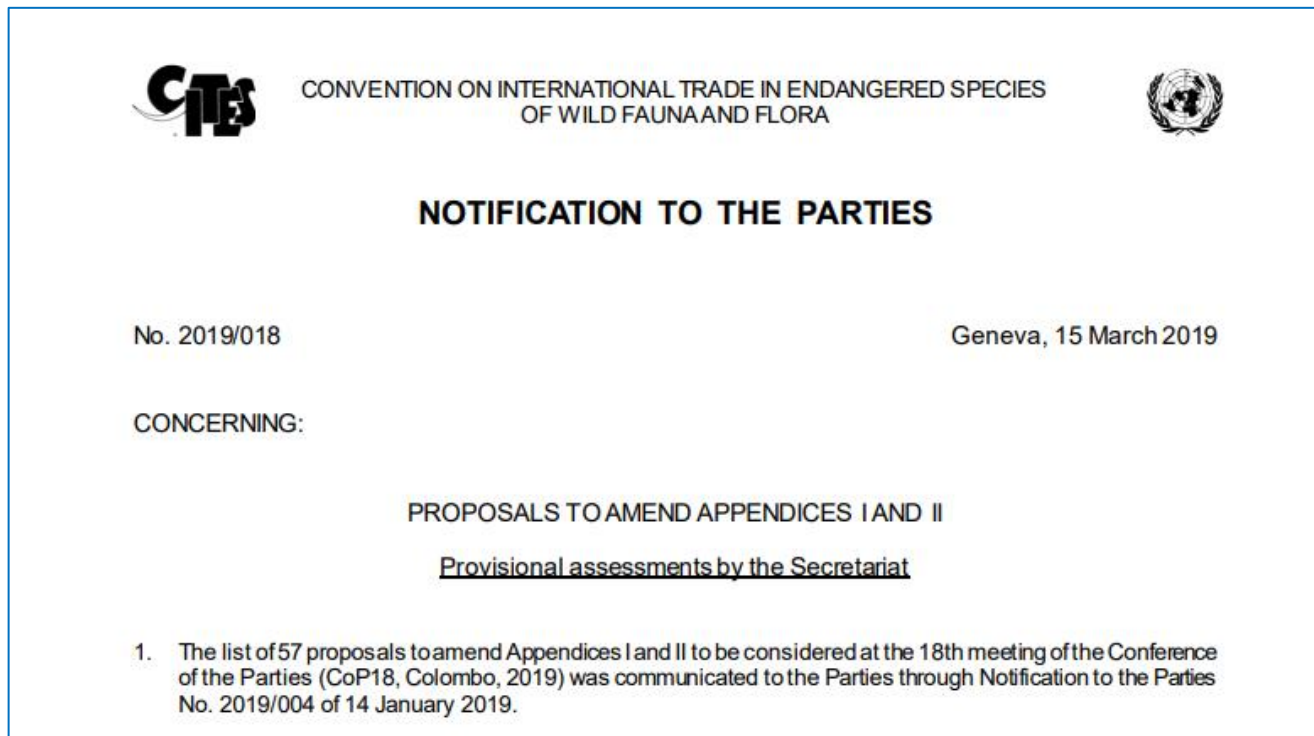 CITES
CONVENTION ON INTERNATIONAL TRADE IN ENDANGERED SPECIES
OF WILD FAUNA AND FLORA
NOTIFICATION TO THE PARTIES
No. 2019/018
Geneva, 15 March 2019
CONCERNING:
PROPOSALS TO AMEND APPENDICES I AND II
Provisional assessments by the Secretariat
1. The list of 57 proposals to amend Appendices I and II to be considered at the 18th meeting of the Conference
of the Parties (CoP18, Colombo, 2019) was communicated to the Parties through Notification to the Parties
No. 2019/004 of 14 January 2019.